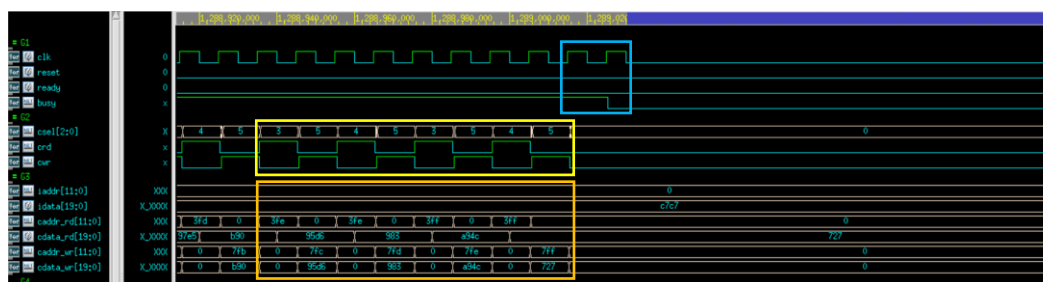 1,288,920,000 1,288,940,000 1,288,960,000 1,288,980,000 1,289,000,000 1,289,020
= G1
clk 0
reset 0
ready 0
busy x
= G2
csel[2:0] X 4 5 3 5 4 5 3 5 4 5 0
crd x
cwr x
= G3
iaddr[11:0] XXX 0
idata[19:0] X_XXXX c7c7
caddr_rd[11:0] XXX 3fd 0 3fe 0 3fe 0 3ff 0 3ff 0
cdata_rd[19:0] X_XXXX 37e5 b90 95d6 983 a94c 727
caddr_wr[11:0] XXX 0 7fb 0 7fc 0 7fd 0 7fe 0 7ff 0
cdata_wr[19:0] X_XXXX 0 b90 0 95d6 0 983 0 a94c 0 727 0